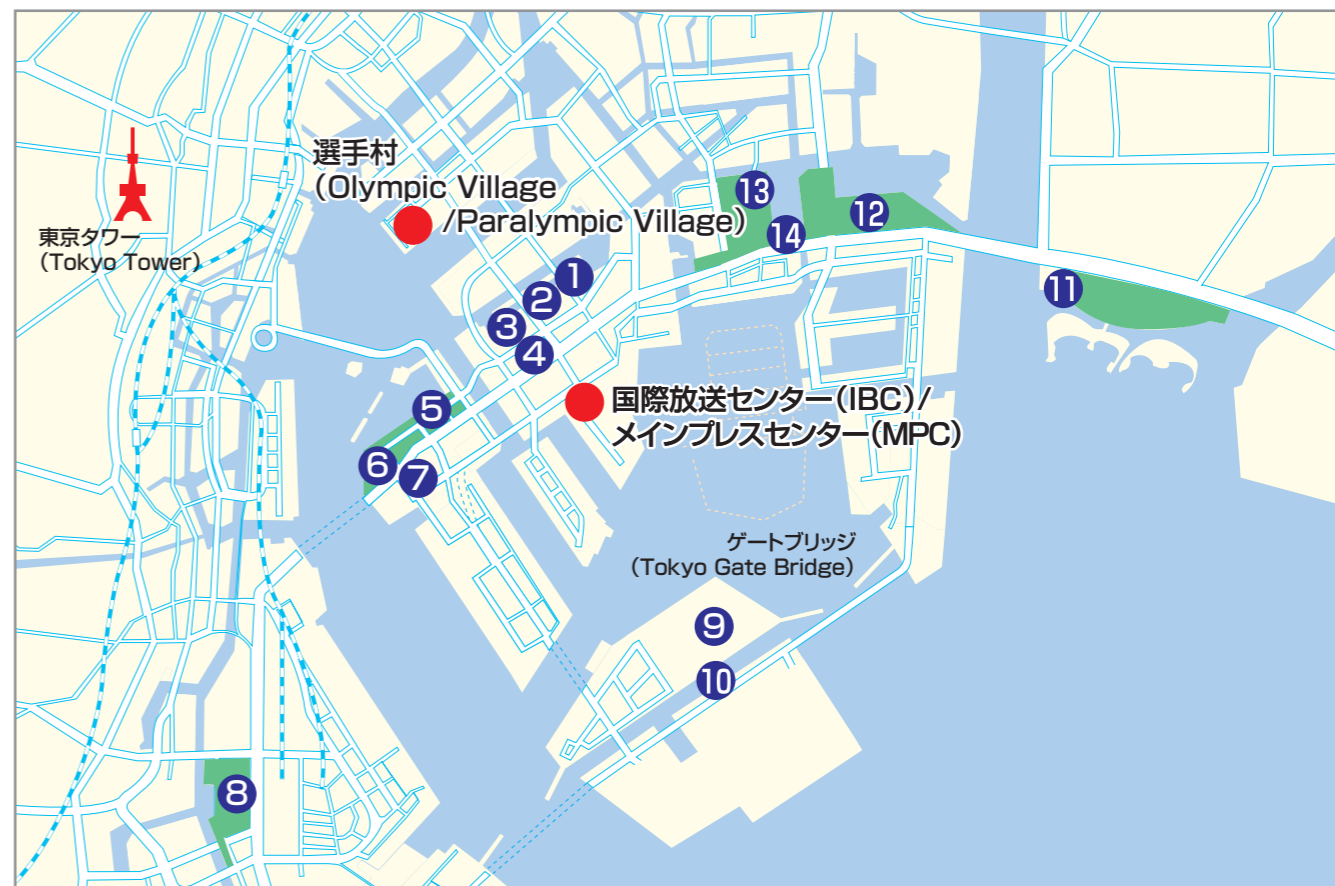 選手村
(Olympic Village
/Paralympic Village)
東京タワー
(Tokyo Tower)
13
12
14
1
2
3
4
11
5
国際放送センター(IBC)/
メインプレスセンター(MPC)
6
7
ゲートブリッジ
(Tokyo Gate Bridge)
9
10
8